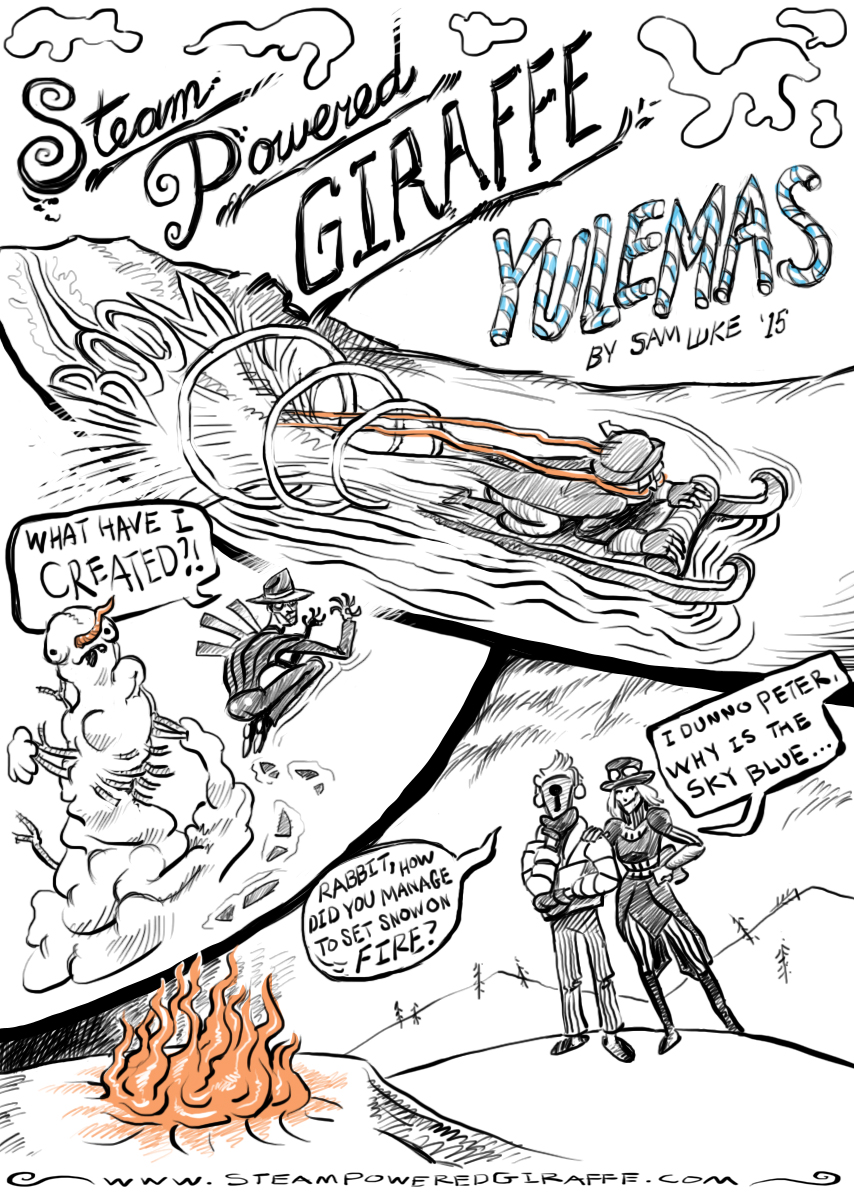 Steam
Powered
GIRAFFE
YULEMAS
BY SAM LUKE '15
BOOM
WHAT HAVE I
CREATED?!
I DUNNO PETER,
WHY IS THE
SKY BLUE...
RABBIT, HOW
DID YOU MANAGE
TO SET SNOW ON
FIRE?
WWW.STEAMPOWEREDGIRAFFE.COM